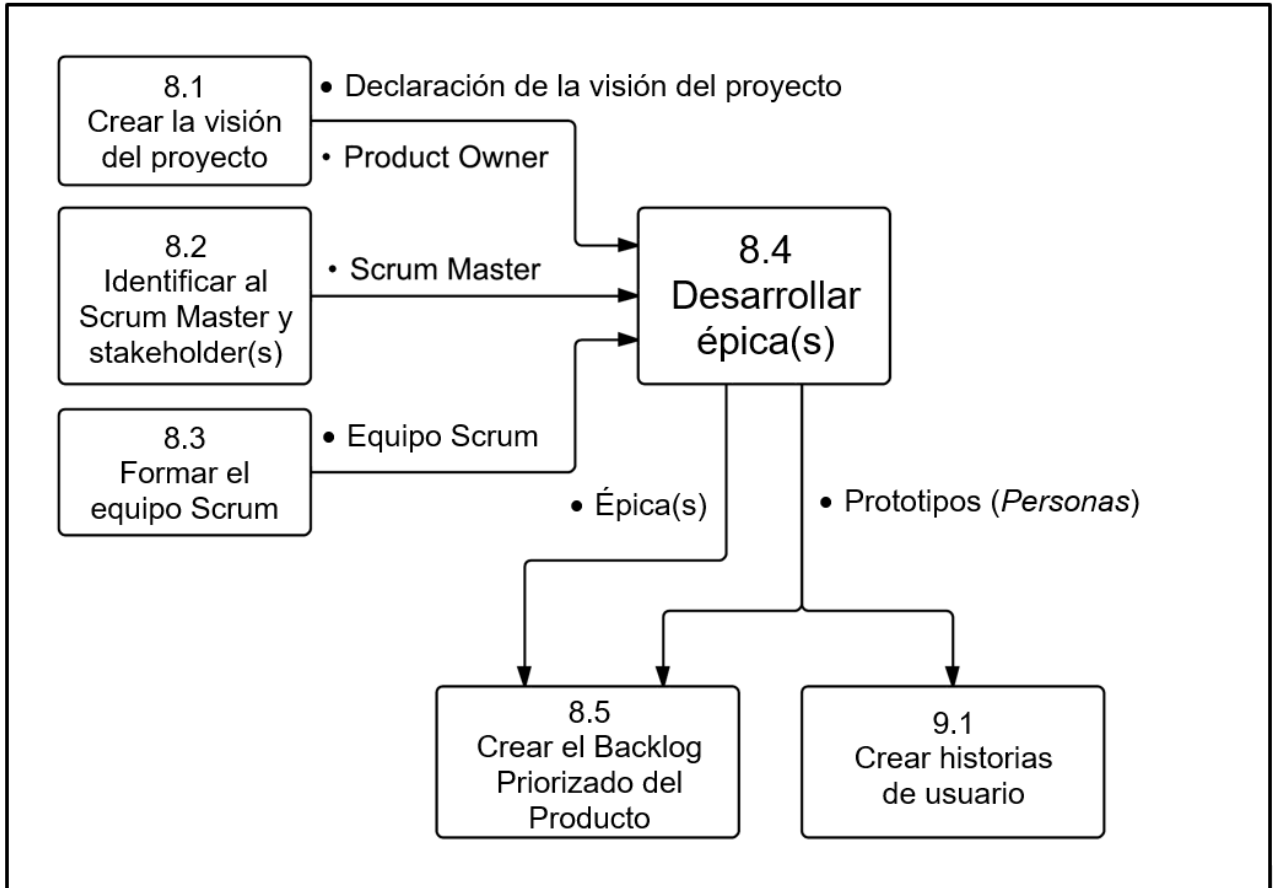 8.1
Crear la visión
del proyecto
• Declaración de la visión del proyecto
• Product Owner
8.2
Identificar al
Scrum Master y
stakeholder(s)
• Scrum Master
8.3
Formar el
equipo Scrum
• Equipo Scrum
8.4
Desarrollar
épica(s)
• Épica(s)
• Prototipos (Personas)
8.5
Crear el Backlog
Priorizado del
Producto
9.1
Crear historias
de usuario